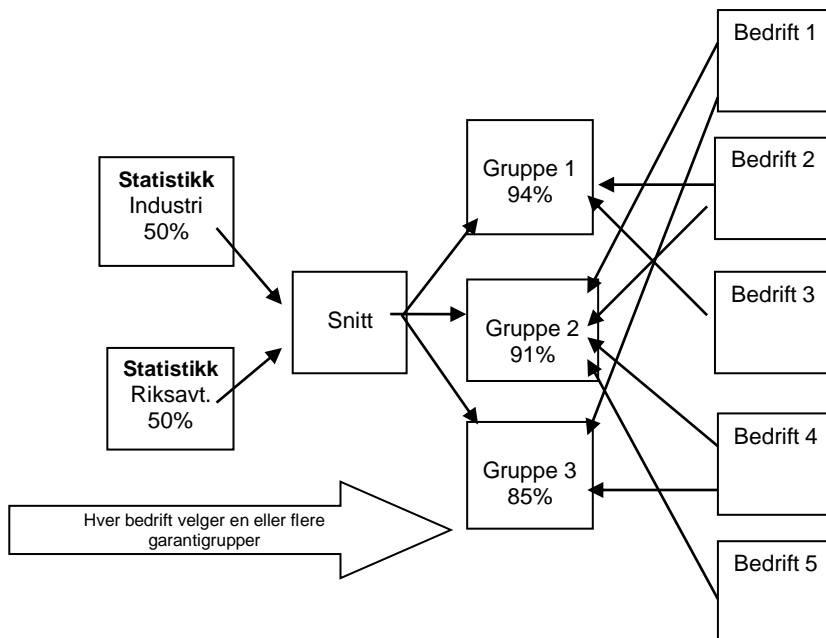 Statistikk
Industri
50%
Statistikk
Riksavt.
50%
Snitt
Gruppe 1
94%
Gruppe 2
91%
Gruppe 3
85%
Bedrift 1
Bedrift 2
Bedrift 3
Bedrift 4
Bedrift 5
Hver bedrift velger en eller flere
garantigrupper